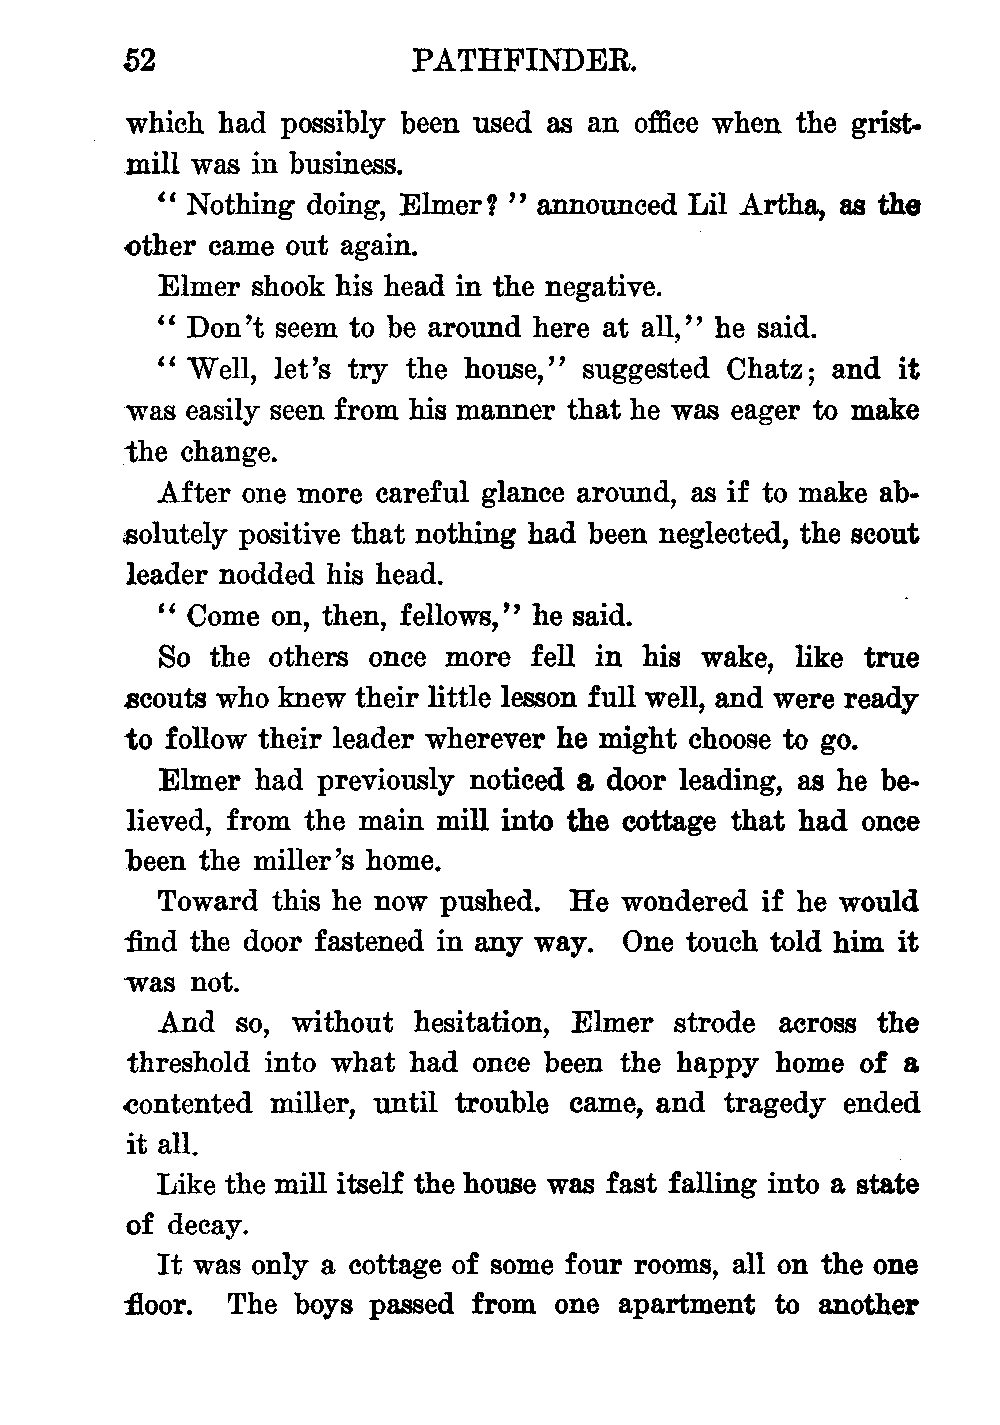 52 PATHFINDER.
which had possibly been used as an office when the grist-
mill was in business.
“ Nothing doing, Elmer? ” announced Lil Artha, as the
other came out again.
Elmer shook his head in the negative.
“ Don’t seem to be around here at all,” he said.
“ Well, let’s try the house,” suggested Chatz; and it
was easily seen from his manner that he was eager to make
the change.
After one more careful glance around, as if to make ab-
solutely positive that nothing had been neglected, the scout
leader nodded his head.
“ Come on, then, fellows,” he said.
So the others once more fell in his wake, like true
scouts who knew their little lesson full well, and were ready
to follow their leader wherever he might choose to go.
Elmer had previously noticed a door leading, as he be-
lieved, from the main mill into the cottage that had once
been the miller’s home.
Toward this he now pushed. He wondered if he would
find the door fastened in any way. One touch told him it
was not.
And so, without hesitation, Elmer strode across the
threshold into what had once been the happy home of a
contented miller, until trouble came, and tragedy ended
it all.
Like the mill itself the house was fast falling into a state
of decay.
It was only a cottage of some four rooms, all on the one
floor. The boys passed from one apartment to another